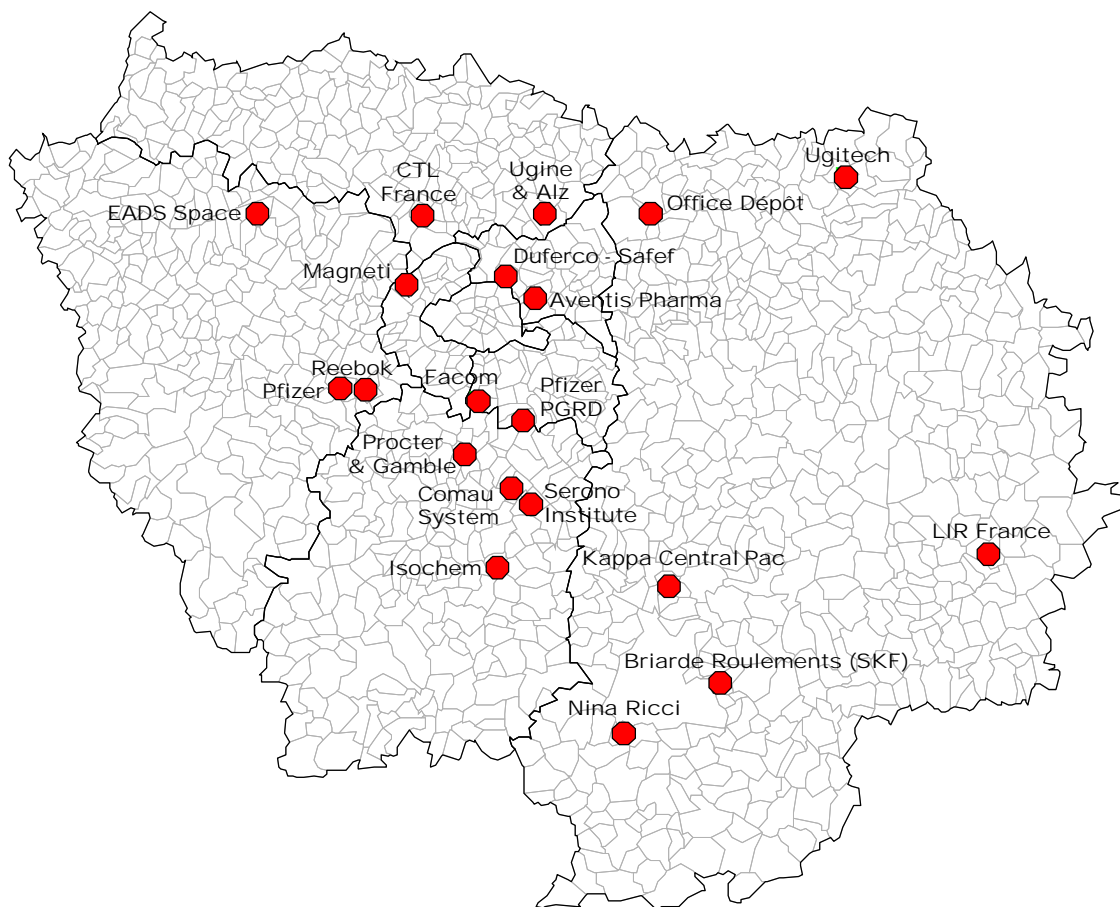 Ugitech
CTL
France
Ugine
& Alz
Office Dépôt
EADS Space
Duferco - Safef
Magneti
Aventis Pharma
Reebok
Pfizer
Facom
Pfizer
PGRD
Procter
& Gamble
Comau
System
Serono
Institute
LIR France
Kappa Central Pac
Isochem
Briarde Roulements (SKF)
Nina Ricci